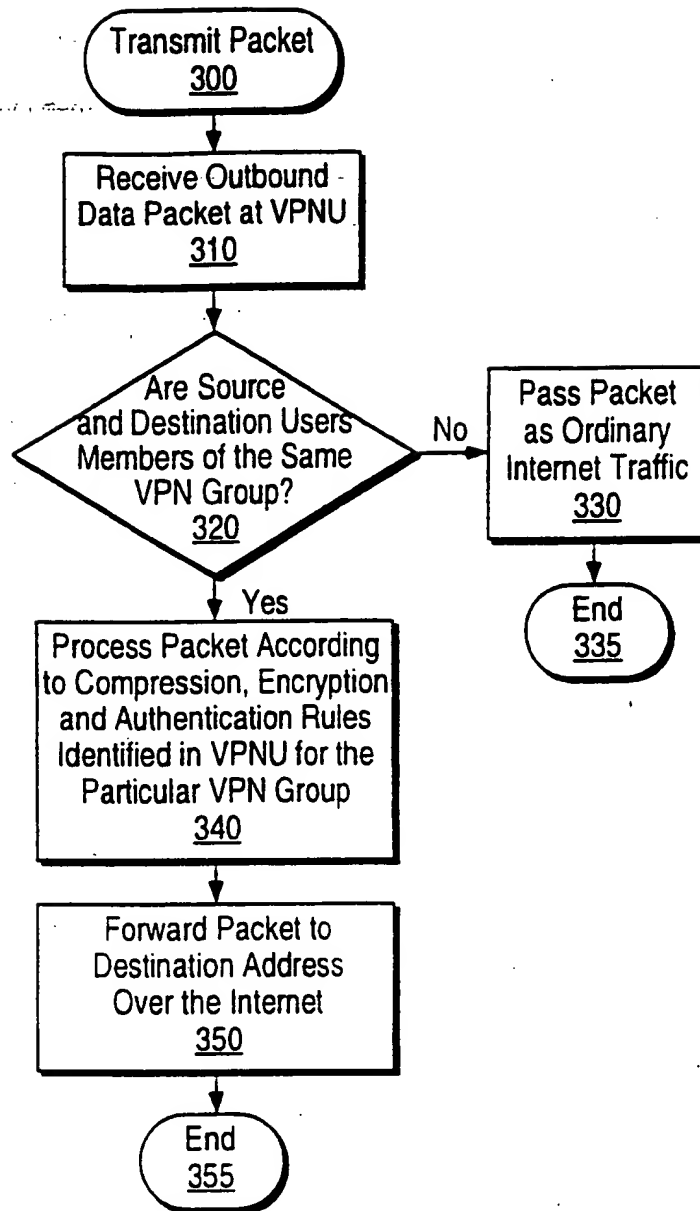 Transmit Packet
300
Receive Outbound
Data Packet at VPNU
310
Are Source
and Destination Users
Members of the Same
VPN Group?
320
No
Pass Packet
as Ordinary
Internet Traffic
330
End
335
Yes
Process Packet According
to Compression, Encryption
and Authentication Rules
Identified in VPNU for the
Particular VPN Group
340
Forward Packet to
Destination Address
Over the Internet
350
End
355